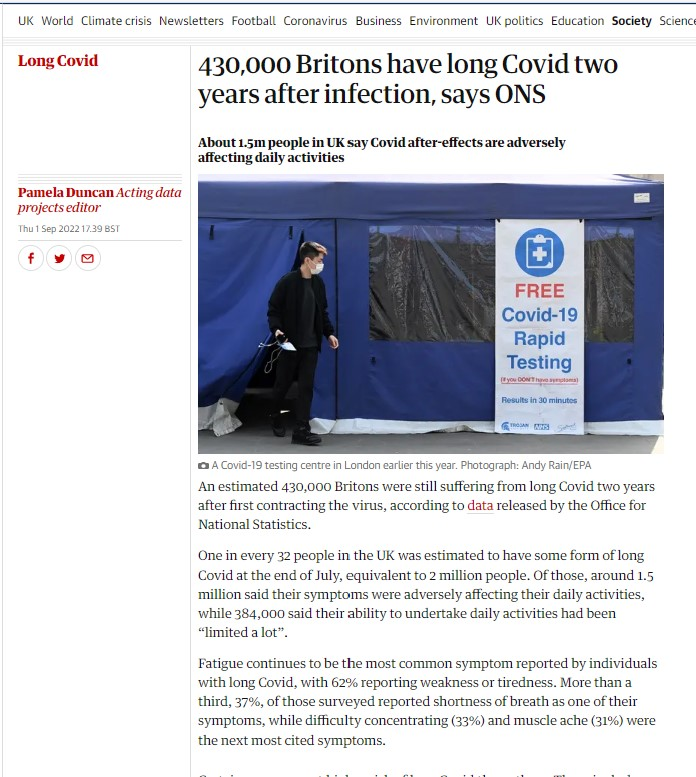 UK World Climate crisis Newsletters Football Coronavirus Business Environment UK politics Education Society Science
Long Covid
430,000 Britons have long Covid two
years after infection, says ONS
About 1.5m people in UK say Covid after-effects are adversely
affecting daily activities
Pamela Duncan Acting data
projects editor
Thu 1 Sep 2022 17.39 BST
FREE
Covid-19
Rapid
Testing
(if you DON'T have symptoms)
Results in 30 minutes
TROJAN NHS
A Covid-19 testing centre in London earlier this year. Photograph: Andy Rain/EPA
An estimated 430,000 Britons were still suffering from long Covid two years
after first contracting the virus, according to data released by the Office for
National Statistics.
One in every 32 people in the UK was estimated to have some form of long
Covid at the end of July, equivalent to 2 million people. Of those, around 1.5
million said their symptoms were adversely affecting their daily activities,
while 384,000 said their ability to undertake daily activities had been
“limited a lot”.
Fatigue continues to be the most common symptom reported by individuals
with long Covid, with 62% reporting weakness or tiredness. More than a
third, 37%, of those surveyed reported shortness of breath as one of their
symptoms, while difficulty concentrating (33%) and muscle ache (31%) were
the next most cited symptoms.